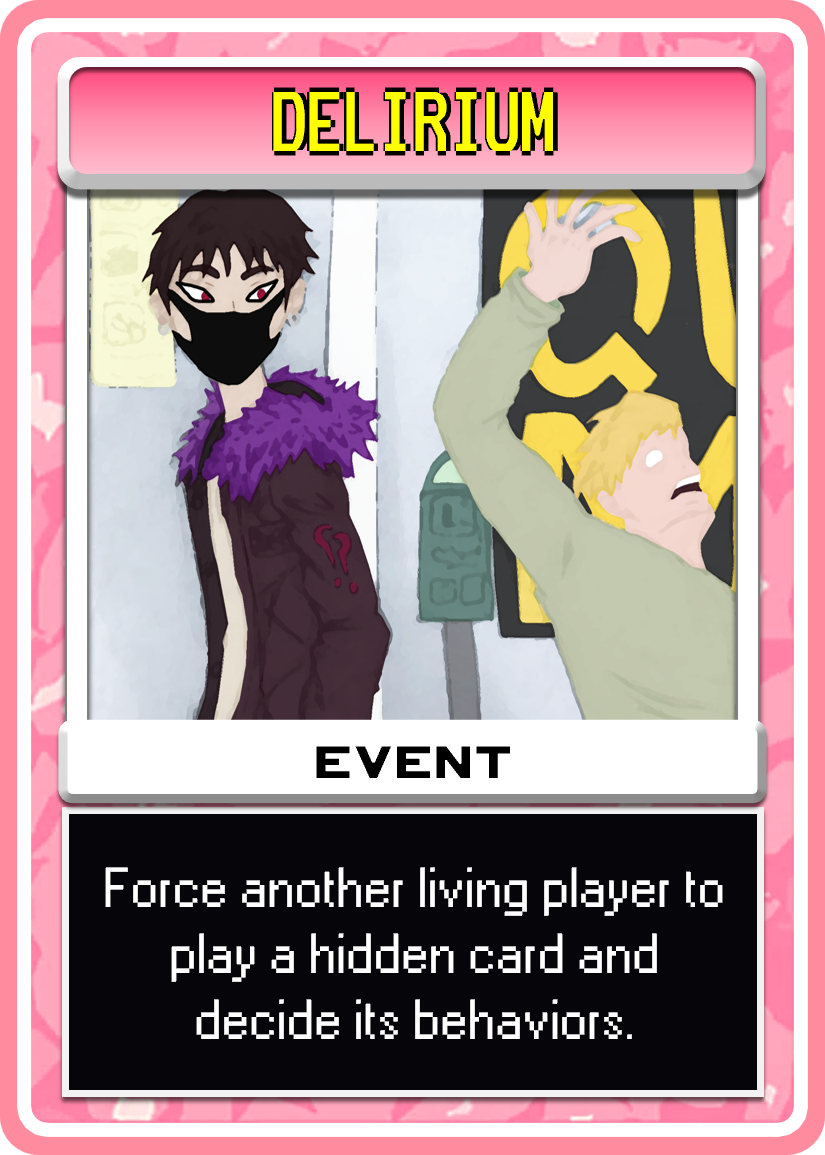 DELIRIUM
!?
EVENT
Force another living player to
play a hidden card and
decide its behaviors.